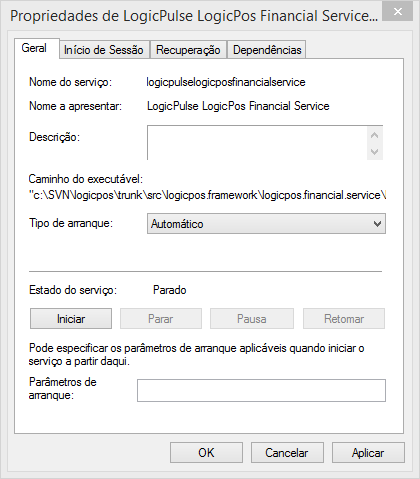 Propriedades de LogicPulse LogicPos Financial Service...
Geral Início de Sessão Recuperação Dependências
Nome do serviço: logicpulselogicposfinancialservice
Nome a apresentar: LogicPulse LogicPos Financial Service
Descrição:
Caminho do executável:
"c:\SVN\logicpos\trunk\src\logicpos.framework\logicpos.financial.service\
Tipo de arranque: Automático
Estado do serviço: Parado
Iniciar Parar Pausa Retomar
Pode especificar os parâmetros de arranque aplicáveis quando iniciar o
serviço a partir daqui.
Parâmetros de
arranque:
OK Cancelar Aplicar